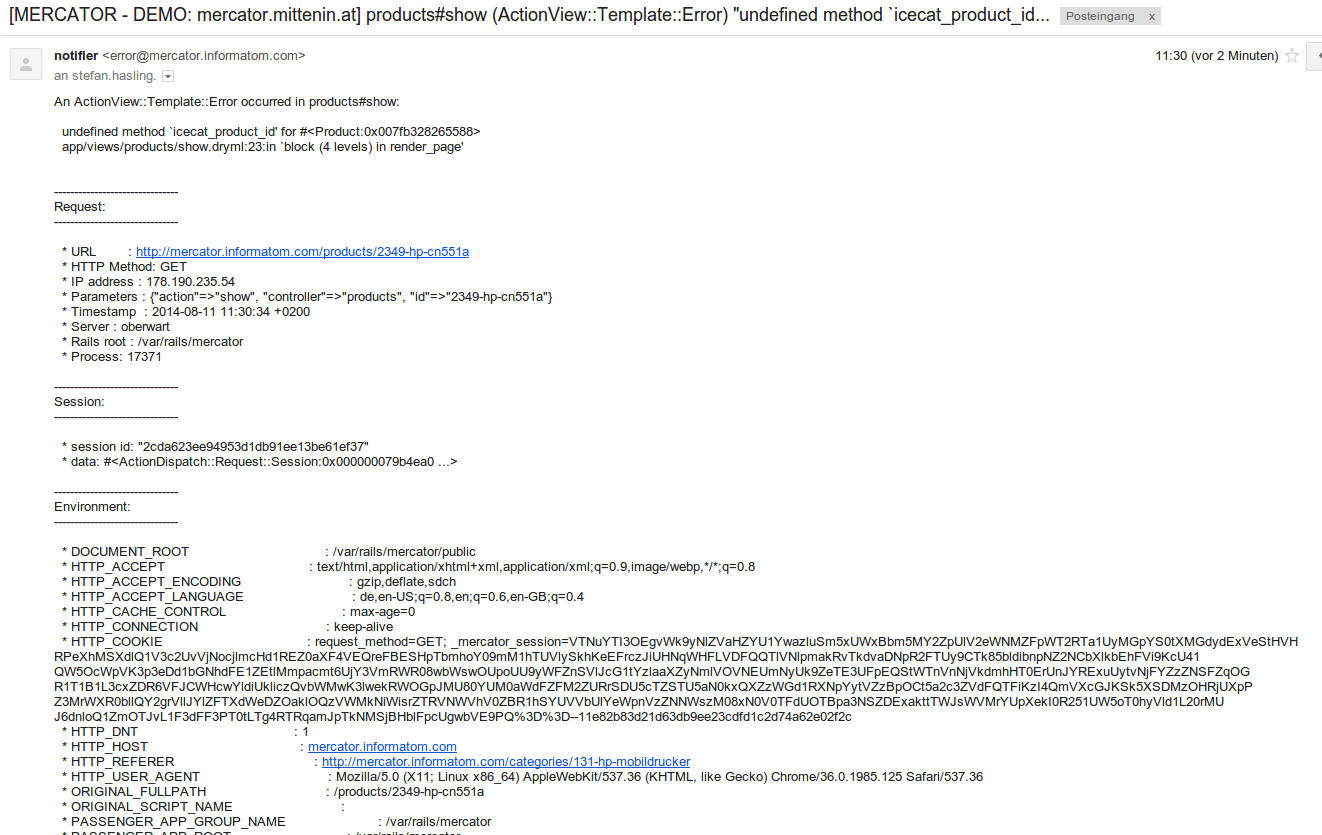 [MERCATOR - DEMO: mercator.mittenin.at] products#show (ActionView::Template::Error) "undefined method `icecat_product_id... Posteingang x
notifier <error@mercator.informatom.com> 11:30 (vor 2 Minuten)
an stefan.hasling.
An ActionView::Template::Error occurred in products#show:
undefined method `icecat_product_id' for #<Product:0x007fb328265588>
app/views/products/show.dryml:23:in `block (4 levels) in render_page'
-------------------------------
Request:
-------------------------------
* URL : http://mercator.informatom.com/products/2349-hp-cn551a
* HTTP Method: GET
* IP address : 178.190.235.54
* Parameters : {"action"=>"show", "controller"=>"products", "id"=>"2349-hp-cn551a"}
* Timestamp : 2014-08-11 11:30:34 +0200
* Server : oberwart
* Rails root : /var/rails/mercator
* Process: 17371
-------------------------------
Session:
-------------------------------
* session id: "2cda623ee94953d1db91ee13be61ef37"
* data: #<ActionDispatch::Request::Session:0x000000079b4ea0 ...>
-------------------------------
Environment:
-------------------------------
* DOCUMENT_ROOT : /var/rails/mercator/public
* HTTP_ACCEPT : text/html,application/xhtml+xml,application/xml;q=0.9,image/webp,*/*;q=0.8
* HTTP_ACCEPT_ENCODING : gzip,deflate,sdch
* HTTP_ACCEPT_LANGUAGE : de,en-US;q=0.8,en;q=0.6,en-GB;q=0.4
* HTTP_CACHE_CONTROL : max-age=0
* HTTP_CONNECTION : keep-alive
* HTTP_COOKIE : request_method=GET;
* HTTP_DNT : 1
* HTTP_HOST : mercator.informatom.com
* HTTP_REFERER : http://mercator.informatom.com/categories/131-hp-mobildrucker
* HTTP_USER_AGENT : Mozilla/5.0 (X11; Linux x86_64) AppleWebKit/537.36 (KHTML, like Gecko) Chrome/36.0.1985.125 Safari/537.36
* ORIGINAL_FULLPATH : /products/2349-hp-cn551a
* ORIGINAL_SCRIPT_NAME :
* PASSENGER_APP_GROUP_NAME : /var/rails/mercator